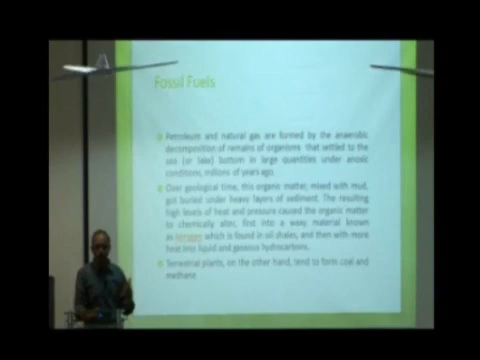 Fossil Fuels
Petroleum and natural gas are formed by the anaerobic
decomposition of remains of organisms that settled to the
sea (or lake) bottom in large quantities under anoxic
conditions, millions of years ago.
Over geological time, this organic matter, mixed with mud,
got buried under heavy layers of sediment. The resulting
high levels of heat and pressure caused the organic matter
to chemically alter, first into a waxy material known
as kerogen which is found in oil shales, and then with more
heat into liquid and gaseous hydrocarbons.
Terrestrial plants, on the other hand, tend to form coal and
methane